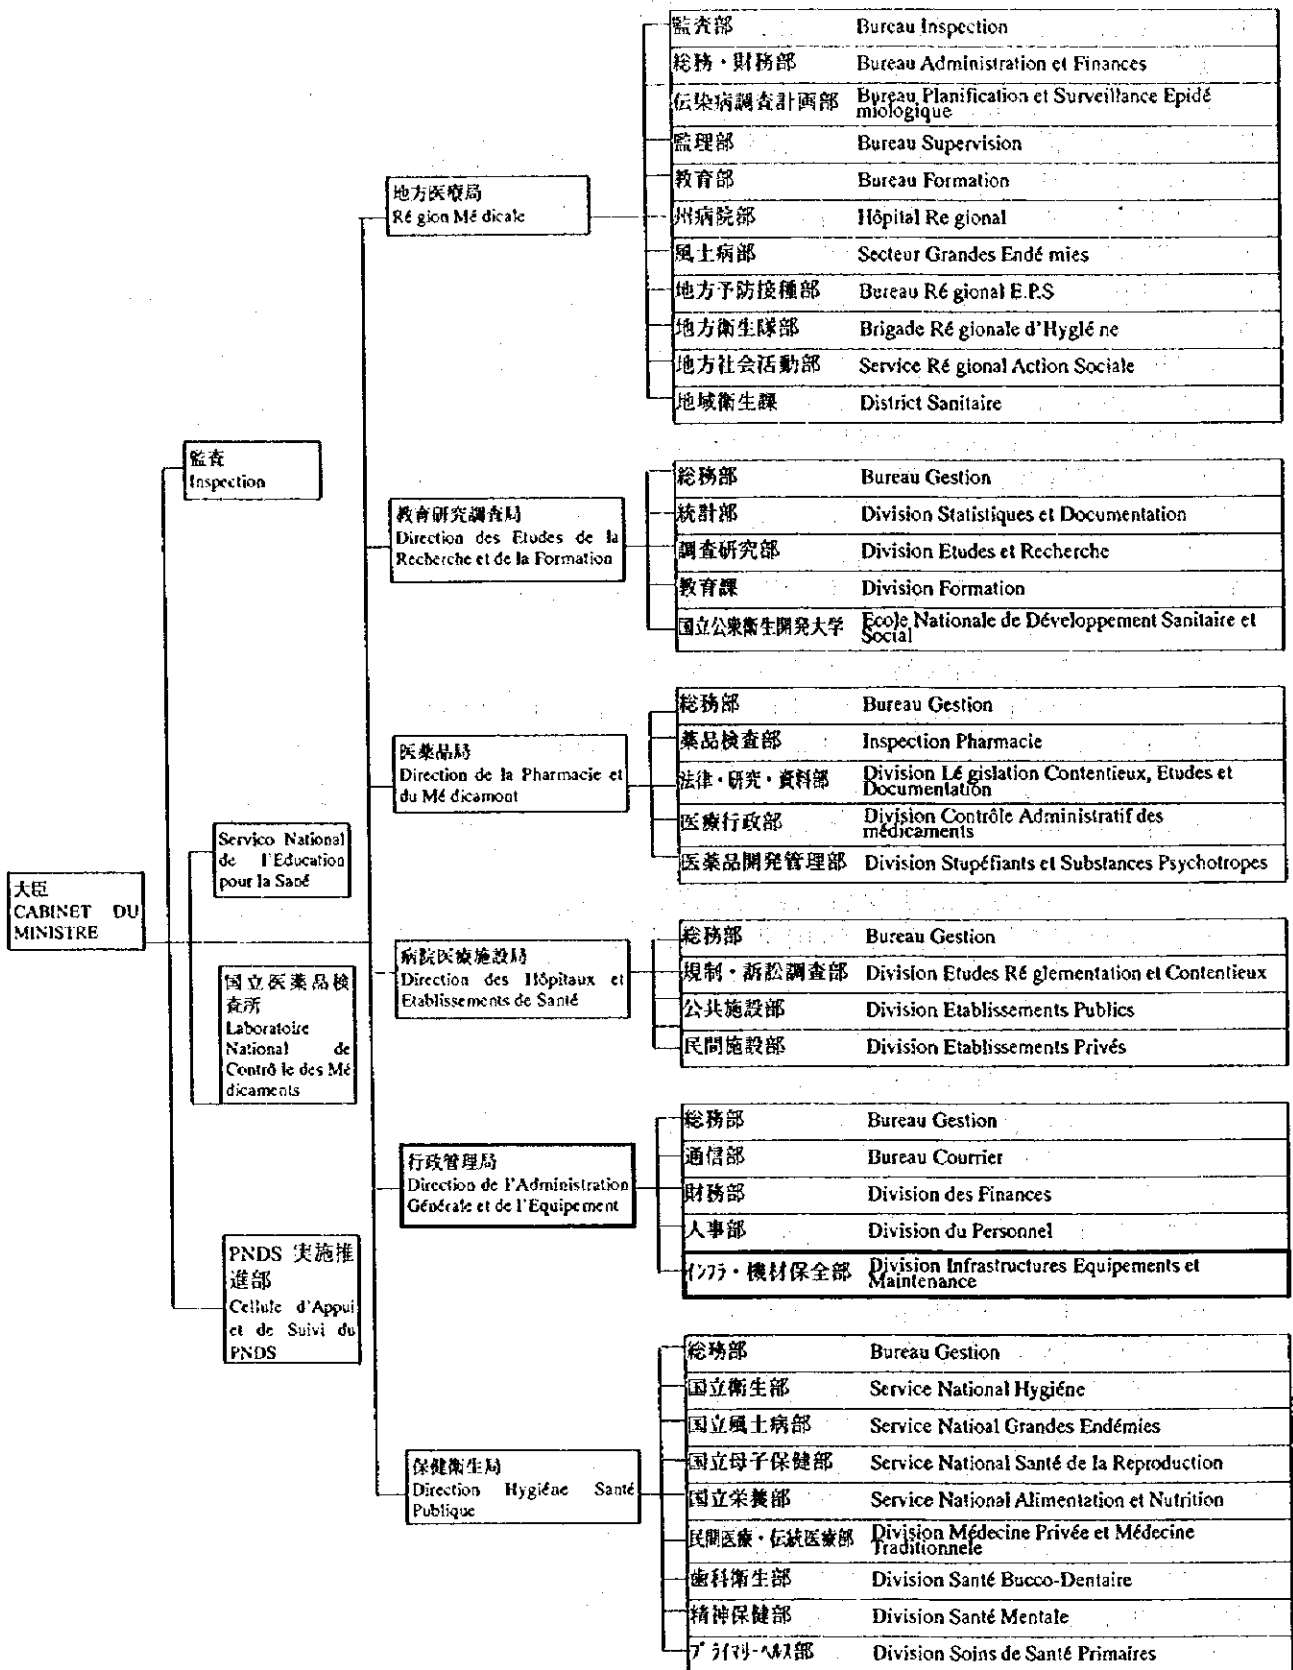 大臣
CABINET DU
MINISTRE
監査
Inspection
Servico National
de l'Education
pour la Sabé
国立医薬品検
査所
Laboratoire
National de
Contrô le des Mé
dicaments
PNDS 実施推
進部
Cellule d'Appui
et de Suivi du
PNDS
地方医療局
Ré gion Mé dicale
監査部 Bureau Inspection
総務・財務部 Bureau Administration et Finances
伝染病調査計画部 Bureau Planification et Surveillance Epidé
miologique
監理部 Bureau Supervision
教育部 Bureau Formation
州病院部 Hôpital Re gional
風土病部 Secteur Grandes Endé mies
地方予防接種部 Bureau Ré gional E.P.S
地方衛生隊部 Brigade Ré gionale d'Hyglé ne
地方社会活動部 Service Ré gional Action Sociale
地域衛生課 District Sanitaire
教育研究調査局
Direction des Etudes de la
Recherche et de la Formation
総務部 Bureau Gestion
統計部 Division Statistiques et Documentation
調査研究部 Division Etudes et Recherche
教育課 Division Formation
国立公衆衛生開発大学 Ecole Nationale de Développement Sanitaire et
Social
医薬品局
Direction de la Pharmacie et
du Mé dicamont
総務部 Bureau Gestion
薬品検査部 Inspection Pharmacie
法律・研究・資料部 Division Lé gislation Contentieux, Etudes et
Documentation
医療行政部 Division Contrôle Administratif des
médicaments
医薬品開発管理部 Division Stupéfiants et Substances Psychotropes
病院医療施設局
Direction des Hôpitaux et
Etablissements de Santé
総務部 Bureau Gestion
規制・訴訟調査部 Division Etudes Ré glementation et Contentieux
公共施設部 Division Etablissements Publics
民間施設部 Division Etablissements Privés
行政管理局
Direction de l'Administration
Générale et de l'Equipement
総務部 Bureau Gestion
通信部 Bureau Courrier
財務部 Division des Finances
人事部 Division du Personnel
インフラ・機材保全部 Division Infrastructures Equipements et
Maintenance
保健衛生局
Direction Hygiéne Santé
Publique
総務部 Bureau Gestion
国立衛生部 Service National Hygiéne
国立風土病部 Service Natioal Grandes Endémies
国立母子保健部 Service National Santé de la Reproduction
国立栄養部 Service National Alimentation et Nutrition
民間医療・伝統医療部 Division Médecine Privée et Médecine
Traditionnele
歯科衛生部 Division Santé Bucco-Dentaire
精神保健部 Division Santé Mentale
プライマリーヘルス部 Division Soins de Santé Primaires